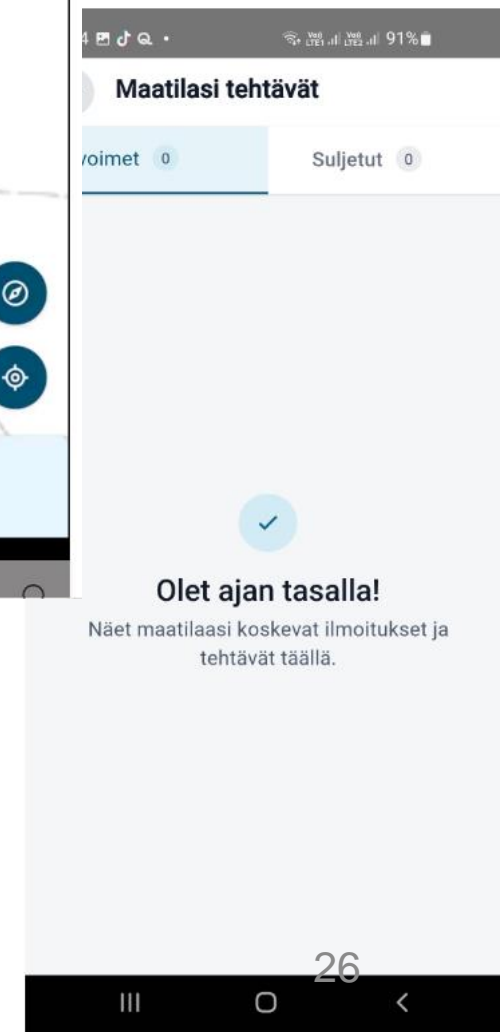 91%
Maatilasi tehtävät
voimet 0
Suljetut 0
Olet ajan tasalla!
Näet maatilaasi koskevat ilmoitukset ja
tehtävät täällä.
26